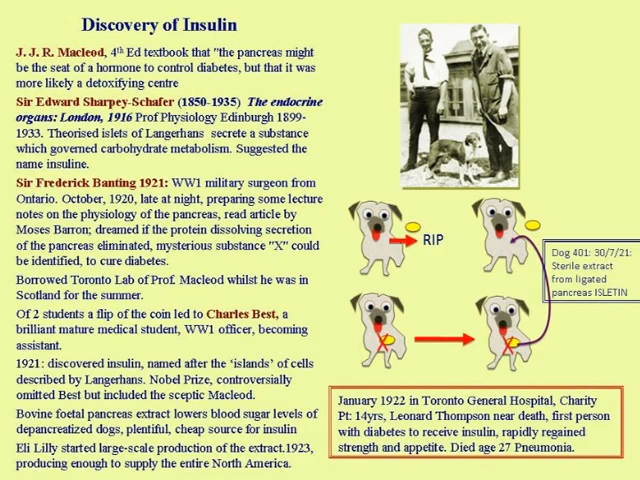 Discovery of Insulin
J. J. R. Macleod, 4th Ed textbook that "the pancreas might
be the seat of a hormone to control diabetes, but that it was
more likely a detoxifying centre
Sir Edward Sharpey-Schafer (1850-1935) The endocrine
organs: London, 1916 Prof Physiology Edinburgh 1899-
1933. Theorised islets of Langerhans secrete a substance
which governed carbohydrate metabolism. Suggested the
name insuline.
Sir Frederick Banting 1921: WW1 military surgeon from
Ontario. October, 1920, late at night, preparing some lecture
notes on the physiology of the pancreas, read article by
Moses Barron; dreamed if the protein dissolving secretion
of the pancreas eliminated, mysterious substance "X" could
be identified, to cure diabetes.
Borrowed Toronto Lab of Prof. Macleod whilst he was in
Scotland for the summer.
Of 2 students a flip of the coin led to Charles Best, a
brilliant mature medical student, WW1 officer, becoming
assistant.
1921: discovered insulin, named after the ‘islands’ of cells
described by Langerhans. Nobel Prize, controversially
omitted Best but included the sceptic Macleod.
Bovine foetal pancreas extract lowers blood sugar levels of
depancreatized dogs, plentiful, cheap source for insulin
Eli Lilly started large-scale production of the extract.1923,
producing enough to supply the entire North America.
RIP
Dog 401: 30/7/21:
Sterile extract
from ligated
pancreas ISLETIN
January 1922 in Toronto General Hospital, Charity
Pt: 14yrs, Leonard Thompson near death, first person
with diabetes to receive insulin, rapidly regained
strength and appetite. Died age 27 Pneumonia.